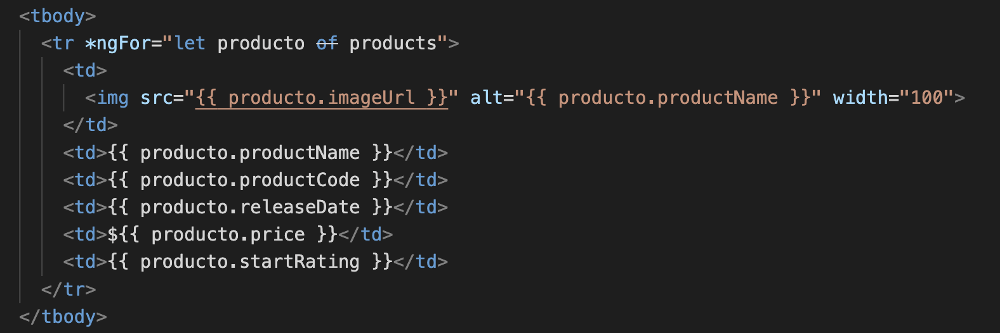 <tbody>
<tr *ngFor="let producto of products">
<td>
<img src="{{ producto.imageUrl }}" alt="{{ producto.productName }}" width="100">
</td>
<td>{{ producto.productName }}</td>
<td>{{ producto.productCode }}</td>
<td>{{ producto.releaseDate }}</td>
<td>${{ producto.price }}</td>
<td>{{ producto.startRating }}</td>
</tr>
</tbody>